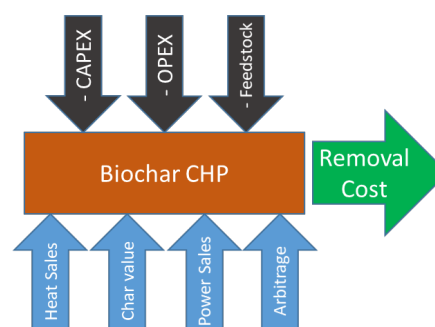 - CAPEX
- OPEX
- Feedstock
Biochar CHP
Removal
Cost
Heat Sales
Char value
Power Sales
Arbitrage